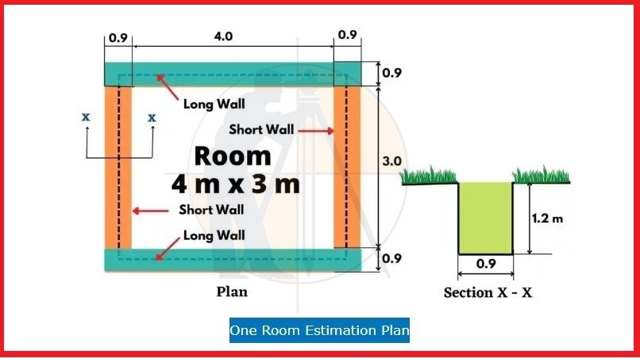 0.9
4.0
0.9
0.9
Long Wall
x
x
Short Wall
Room
4 m x 3 m
3.0
Short Wall
Long Wall
0.9
1.2 m
0.9
Plan
Section X - X
One Room Estimation Plan